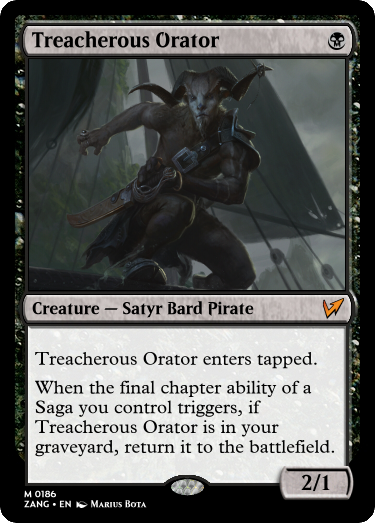 Treacherous Orator
Creature — Satyr Bard Pirate
Treacherous Orator enters tapped.
When the final chapter ability of a
Saga you control triggers, if
Treacherous Orator is in your
graveyard, return it to the battlefield.
2/1
M 0186
ZANG • EN Marius Bota